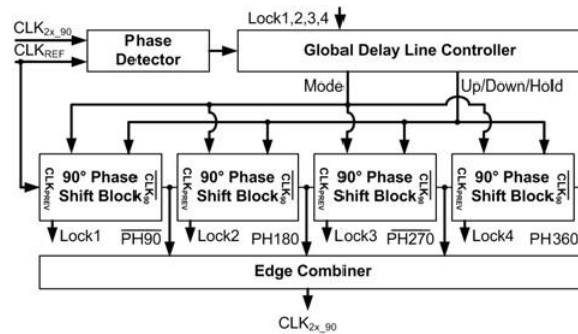 Lock1,2,3,4
CLK2x_90
CLKREF
Phase
Detector
Global Delay Line Controller
Mode
Up/Down/Hold
CLKPREV
90° Phase
Shift Block
CLK90
CLKPREV
90° Phase
Shift Block
CLK90
CLKPREV
90° Phase
Shift Block
CLK90
CLKPREV
90° Phase
Shift Block
CLK90
Lock1
PH90
Lock2
PH180
Lock3
PH270
Lock4
PH360
Edge Combiner
CLK2x_90